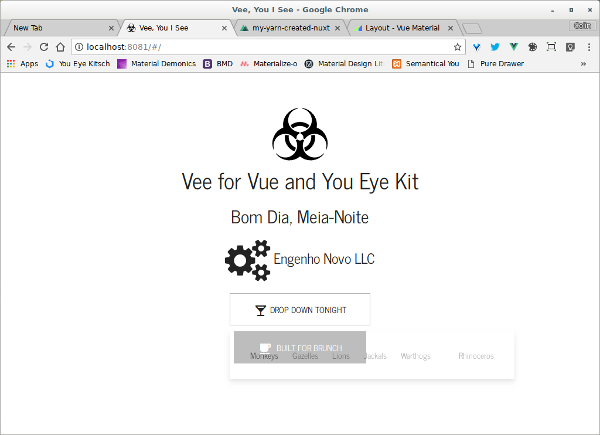 Vee, You I See - Google Chrome
New Tab
Vee, You I See
my-yarn-created-nuxt
Layout - Vue Material
Colin
localhost:8081/#/
Apps
You Eye Kitsch
Material Demonics
B
BMD
Materialize-o
Material Design Lit
Semantical You
Pure Drawer
»
Vee for Vue and You Eye Kit
Bom Dia, Meia-Noite
Engenho Novo LLC
DROP DOWN TONIGHT
BUILT FOR BRUNCH
Monkeys Gazelles Lions Jackals Warthogs Rhinoceros